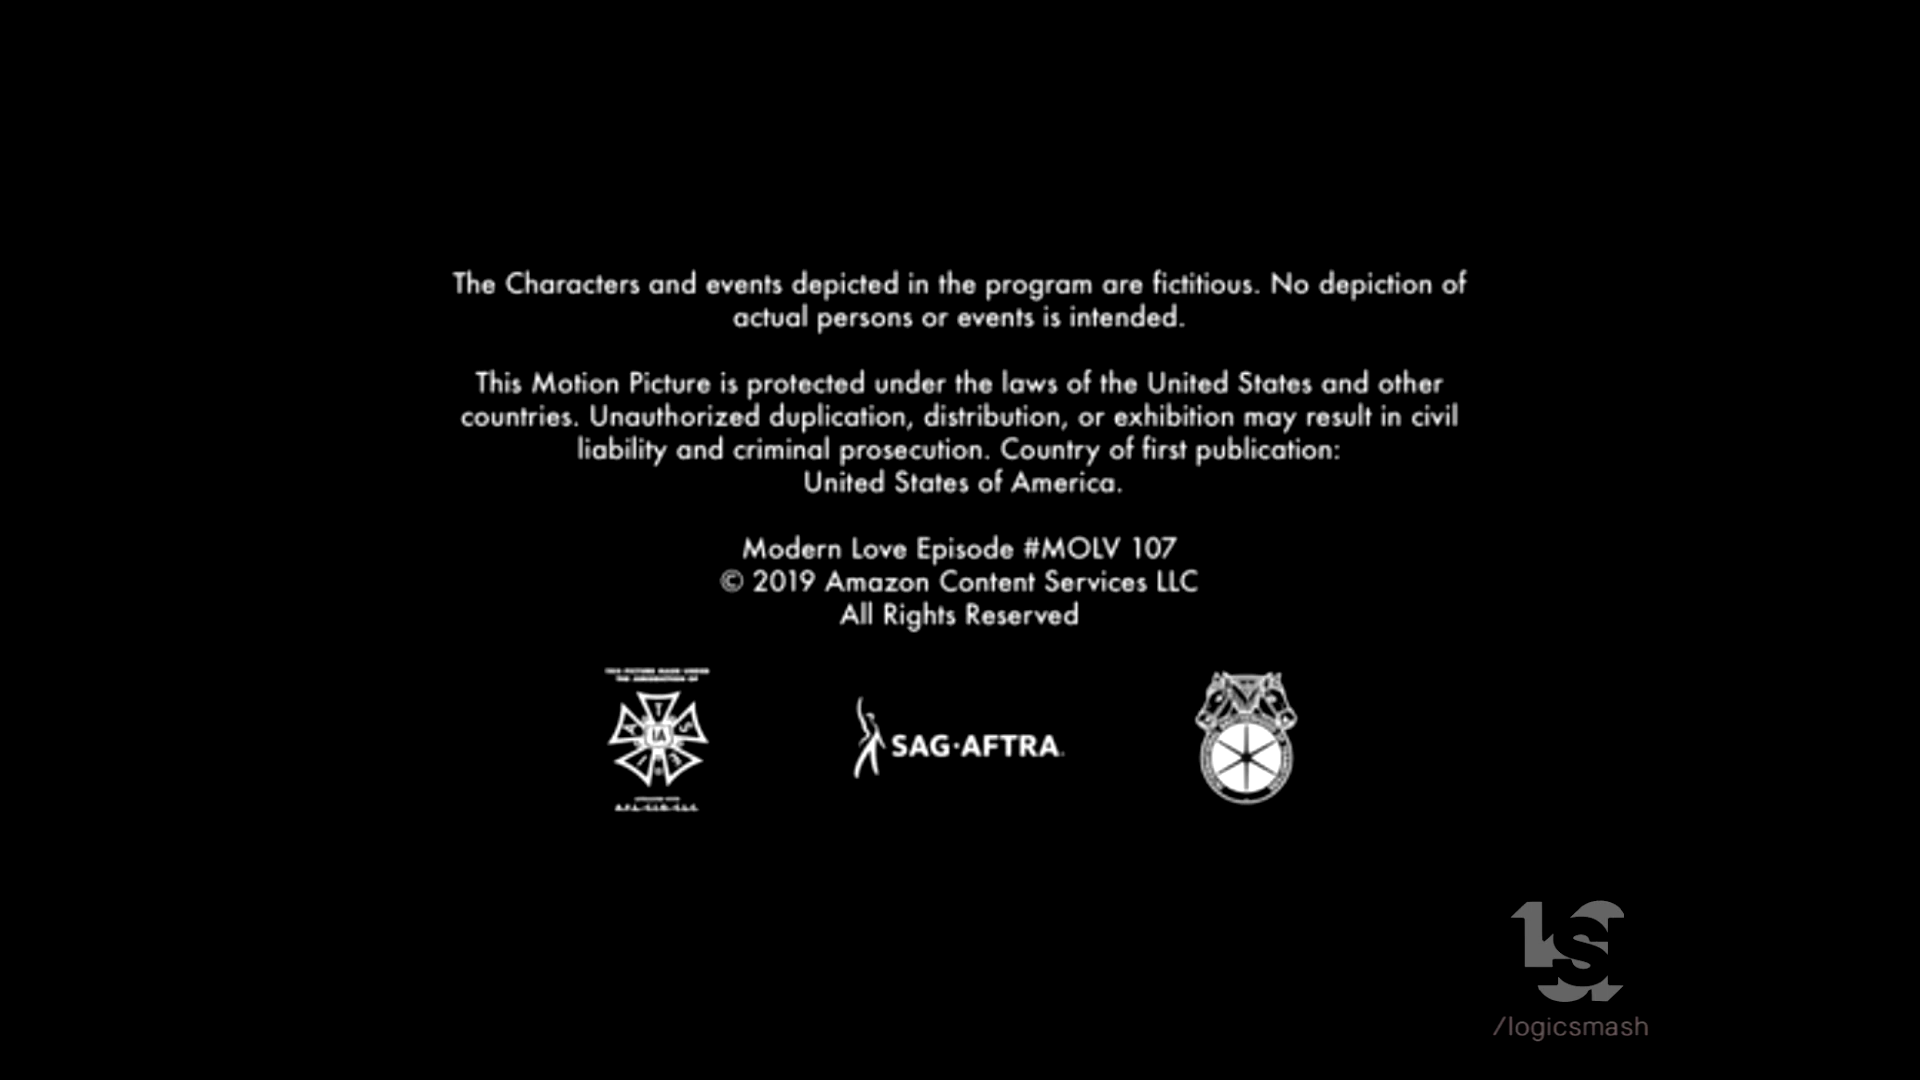 The Characters and events depicted in the program are fictitious. No depiction of
actual persons or events is intended.
This Motion Picture is protected under the laws of the United States and other
countries. Unauthorized duplication, distribution, or exhibition may result in civil
liability and criminal prosecution. Country of first publication:
United States of America.
Modern Love Episode #MOLV 107
© 2019 Amazon Content Services LLC
All Rights Reserved
SAG·AFTRA
/logicsmash